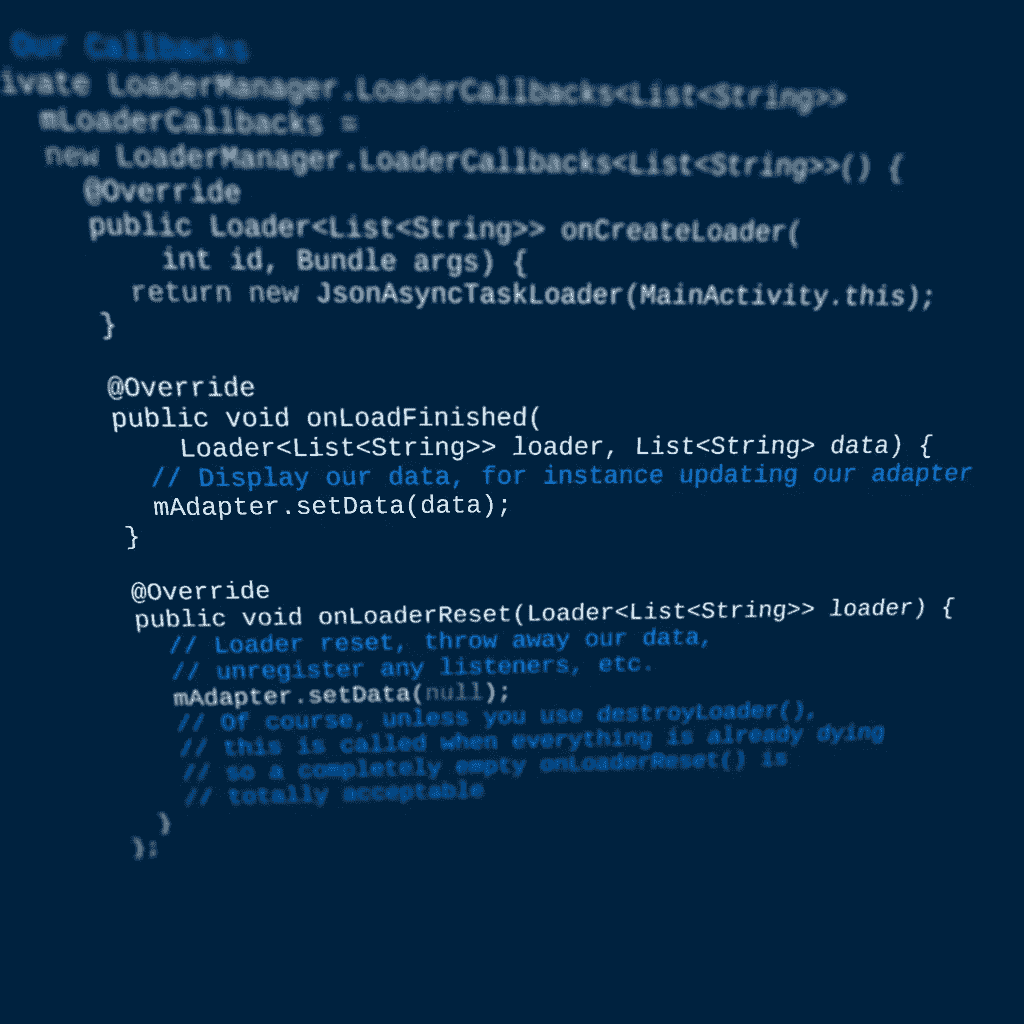 Our Callbacks
ivate LoaderManager.LoaderCallbacks<List<String>>
mLoaderCallbacks =
new LoaderManager.LoaderCallbacks<List<String>>() {
@Override
public Loader<List<String>> onCreateLoader(
int id, Bundle args) {
return new JsonAsyncTaskLoader(MainActivity.this);
}
@Override
public void onLoadFinished(
Loader<List<String>> loader, List<String> data) {
// Display our data, for instance updating our adapter
mAdapter.setData(data);
}
@Override
public void onLoaderReset(Loader<List<String>> loader) {
// Loader reset, throw away our data,
// unregister any listeners, etc.
mAdapter.setData(null);
// Of course, unless you use destroyLoader(),
// this is called when everything is already dying
// so a completely empty onLoaderReset() is
// totally acceptable
}
};